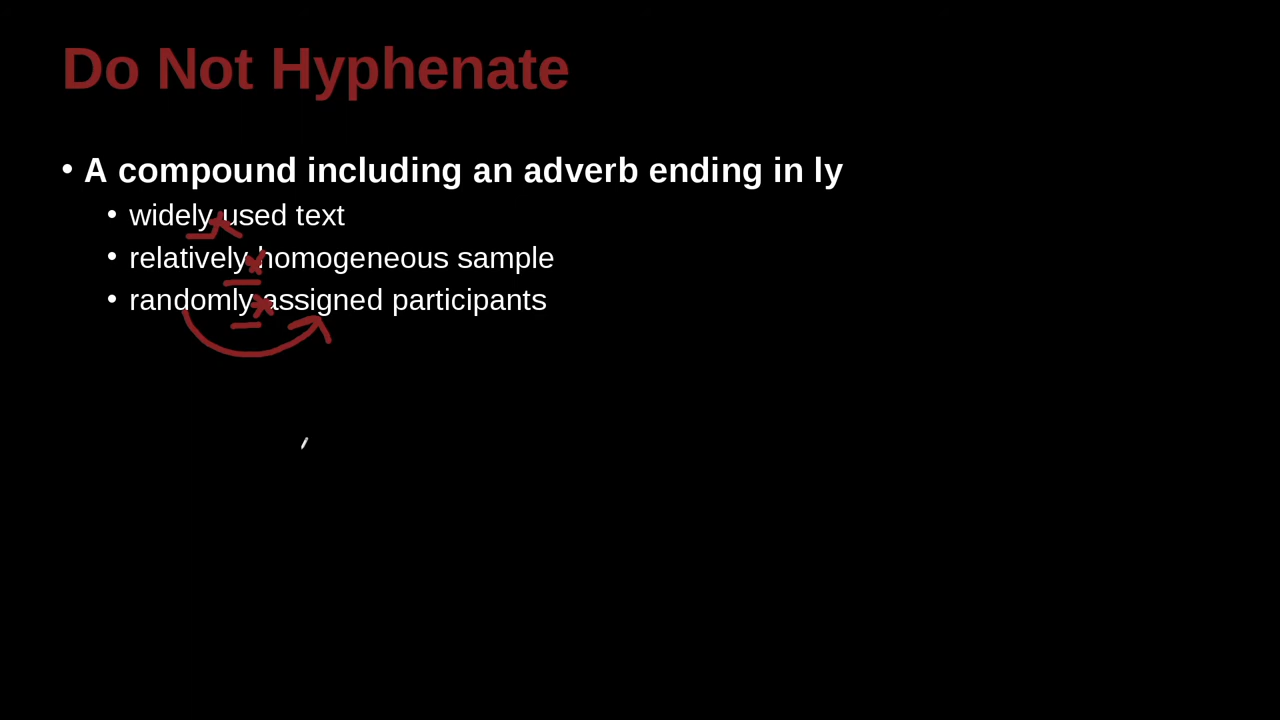 Do Not Hyphenate
• A compound including an adverb ending in ly
• widely used text
• relatively homogeneous sample
• randomly assigned participants